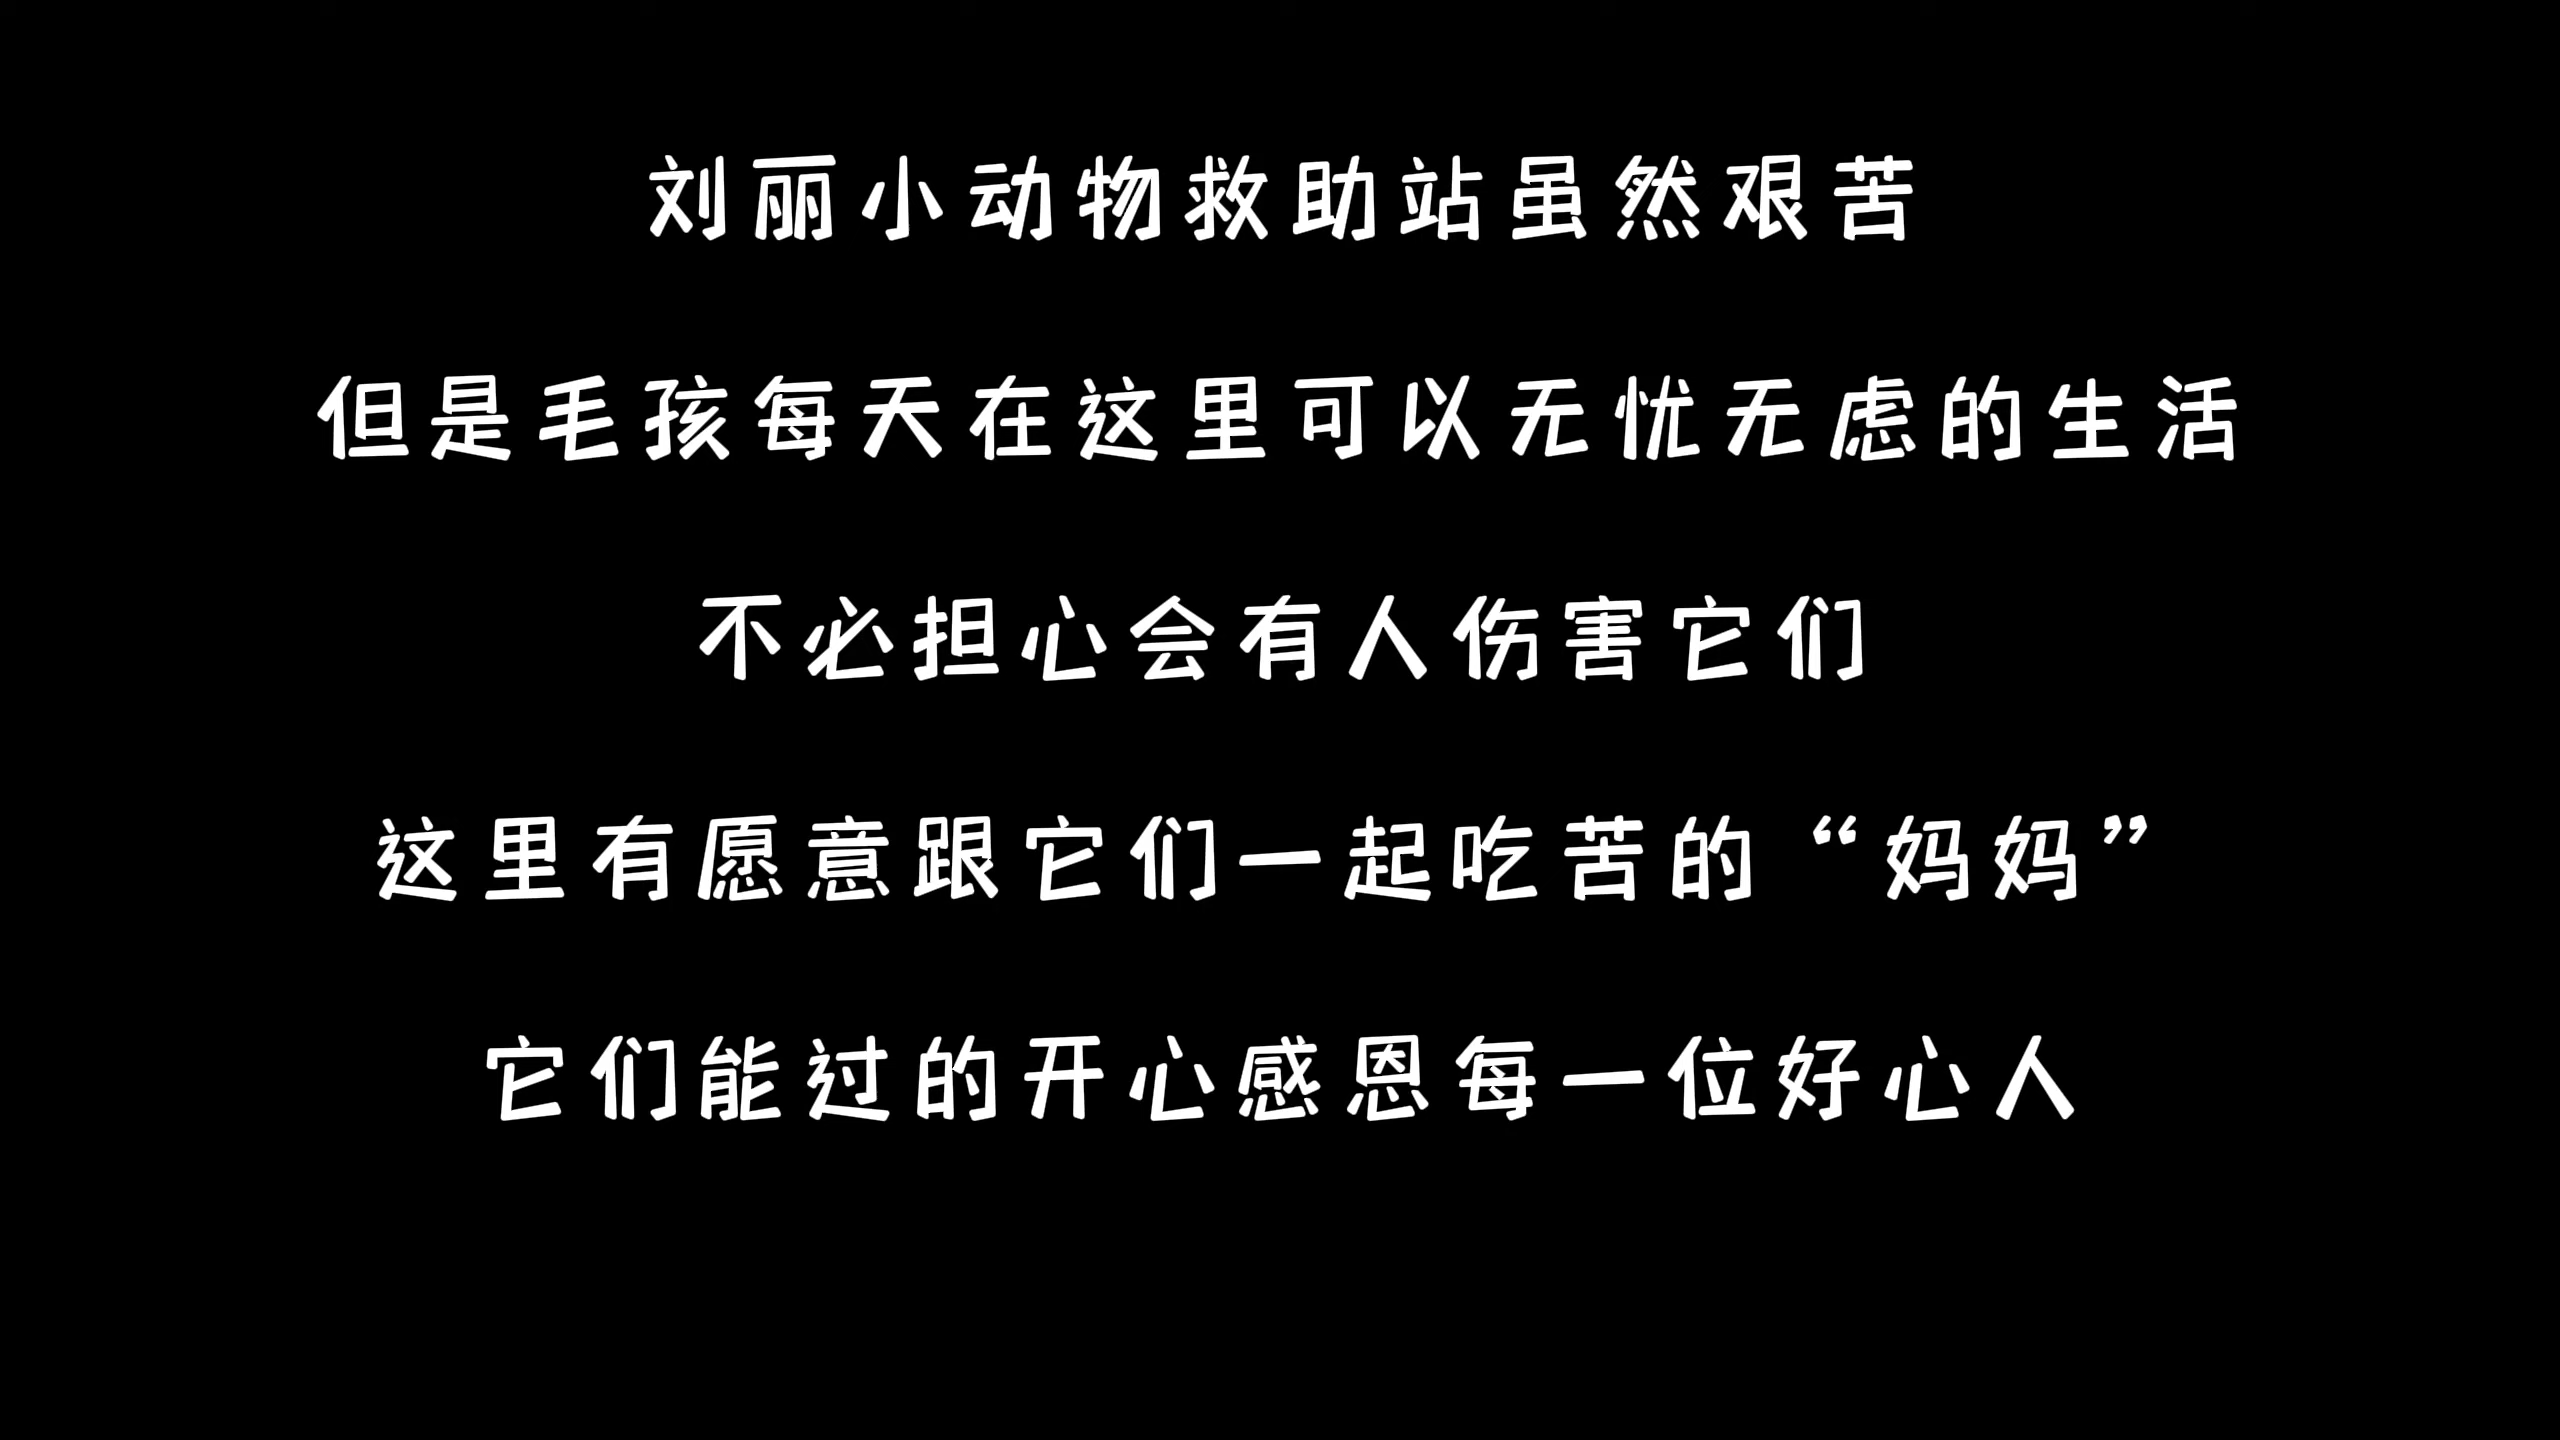 刘丽小动物救助站虽然艰苦
但是毛孩每天在这里可以无忧无虑的生活
不必担心会有人伤害它们
这里有愿意跟它们一起吃苦的“妈妈”
它们能过的开心感恩每一位好心人